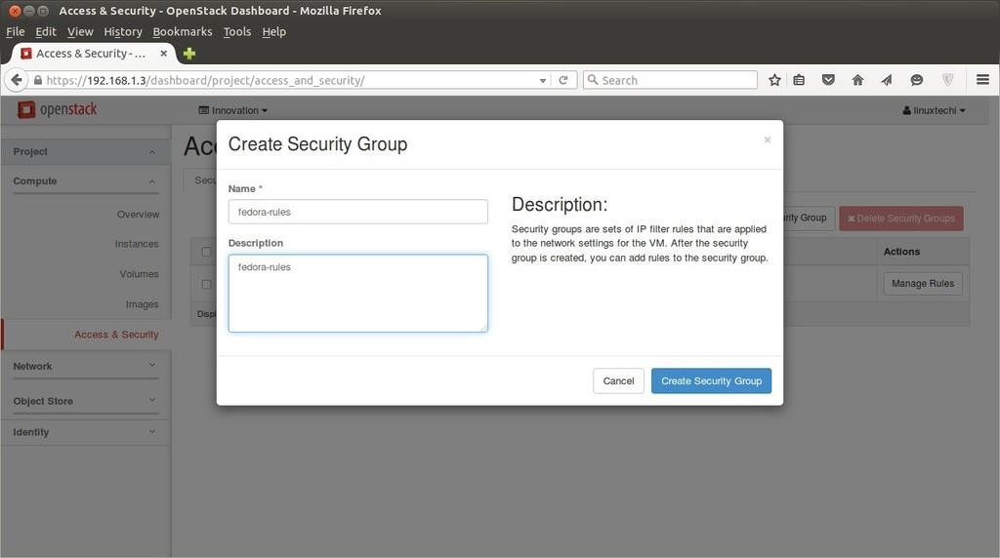 Access & Security - OpenStack Dashboard - Mozilla Firefox
File Edit View History Bookmarks Tools Help
Access & Security - ...
https://192.168.1.3/dashboard/project/access_and_security/
Search
openstack
Innovation
linuxtechi
Project
Compute
Overview
Instances
Volumes
Images
Access & Security
Network
Object Store
Identity
Acc
Secu
urity Group
Delete Security Groups
Actions
Manage Rules
Displ
Create Security Group
×
Name *
fedora-rules
Description
fedora-rules
Description:
Security groups are sets of IP filter rules that are applied
to the network settings for the VM. After the security
group is created, you can add rules to the security group.
Cancel
Create Security Group